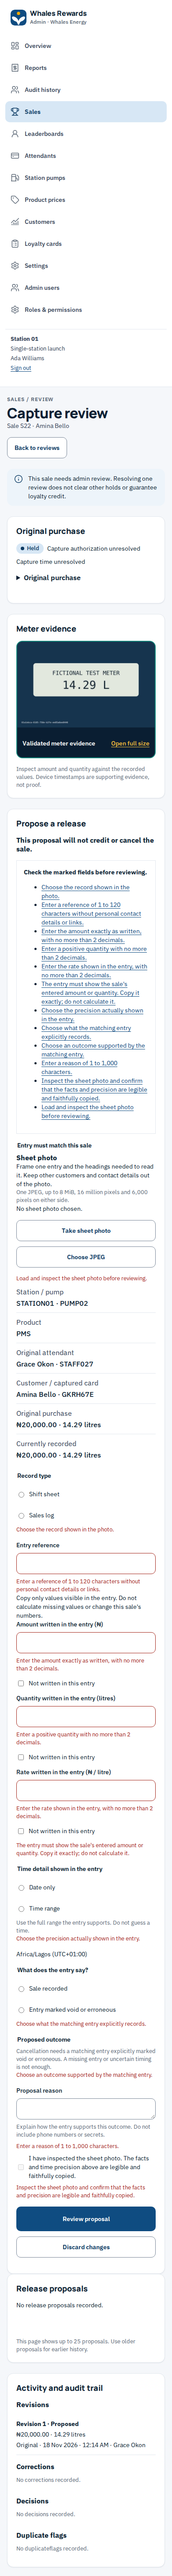 Whales Rewards
Admin · Whales Energy
Overview
Reports
Audit history
Sales
Leaderboards
Attendants
Station pumps
Product prices
Customers
Loyalty cards
Settings
Admin users
Roles & permissions
Station 01
Single-station launch
Ada Williams
Sign out
SALES / REVIEW
Capture review
Sale 522 · Amina Bello
Back to reviews
This sale needs admin review. Resolving one
review does not clear other holds or guarantee
loyalty credit.
Original purchase
Held Capture authorization unresolved
Capture time unresolved
Original purchase
Meter evidence
FICTIONAL TEST METER
14.29 L
Validated meter evidence Open full size
Inspect amount and quantity against the recorded
values. Device timestamps are supporting evidence,
not proof.
Propose a release
This proposal will not credit or cancel the
sale.
Check the marked fields before reviewing.
Choose the record shown in the
photo.
Enter a reference of 1 to 120
characters without personal contact
details or links.
Enter the amount exactly as written,
with no more than 2 decimals.
Enter a positive quantity with no more
than 2 decimals.
Enter the rate shown in the entry, with
no more than 2 decimals.
The entry must show the sale's
entered amount or quantity. Copy it
exactly; do not calculate it.
Choose the precision actually shown
in the entry.
Choose what the matching entry
explicitly records.
Choose an outcome supported by the
matching entry.
Enter a reason of 1 to 1,000
characters.
Inspect the sheet photo and confirm
that the facts and precision are legible
and faithfully copied.
Load and inspect the sheet photo
before reviewing.
Entry must match this sale
Sheet photo
Frame one entry and the headings needed to read
it. Keep other customers and contact details out
of the photo.
One JPEG, up to 8 MiB, 16 million pixels and 6,000
pixels on either side.
No sheet photo chosen.
Take sheet photo
Choose JPEG
Load and inspect the sheet photo before reviewing.
Station / pump
STATION01 · PUMP02
Product
PMS
Original attendant
Grace Okon · STAFF027
Customer / captured card
Amina Bello · GKRH67E
Original purchase
₦20,000.00 · 14.29 litres
Currently recorded
₦20,000.00 · 14.29 litres
Record type
Shift sheet
Sales log
Choose the record shown in the photo.
Entry reference
Enter a reference of 1 to 120 characters without
personal contact details or links.
Copy only values visible in the entry. Do not
calculate missing values or change this sale's
numbers.
Amount written in the entry (₦)
Enter the amount exactly as written, with no more
than 2 decimals.
Not written in this entry
Quantity written in the entry (litres)
Enter a positive quantity with no more than 2
decimals.
Not written in this entry
Rate written in the entry (₦ / litre)
Enter the rate shown in the entry, with no more than 2
decimals.
Not written in this entry
The entry must show the sale's entered amount or
quantity. Copy it exactly; do not calculate it.
Time detail shown in the entry
Date only
Time range
Use the full range the entry supports. Do not guess a
time.
Choose the precision actually shown in the entry.
Africa/Lagos (UTC+01:00)
What does the entry say?
Sale recorded
Entry marked void or erroneous
Choose what the matching entry explicitly records.
Proposed outcome
Cancellation needs a matching entry explicitly marked
void or erroneous. A missing entry or uncertain timing
is not enough.
Choose an outcome supported by the matching entry.
Proposal reason
Explain how the entry supports this outcome. Do not
include phone numbers or secrets.
Enter a reason of 1 to 1,000 characters.
I have inspected the sheet photo. The facts
and time precision above are legible and
faithfully copied.
Inspect the sheet photo and confirm that the facts
and precision are legible and faithfully copied.
Review proposal
Discard changes
Release proposals
No release proposals recorded.
This page shows up to 25 proposals. Use older
proposals for earlier history.
Activity and audit trail
Revisions
Revision 1 · Proposed
₦20,000.00 · 14.29 litres
Original · 18 Nov 2026 · 12:14 AM · Grace Okon
Corrections
No corrections recorded.
Decisions
No decisions recorded.
Duplicate flags
No duplicateflags recorded.